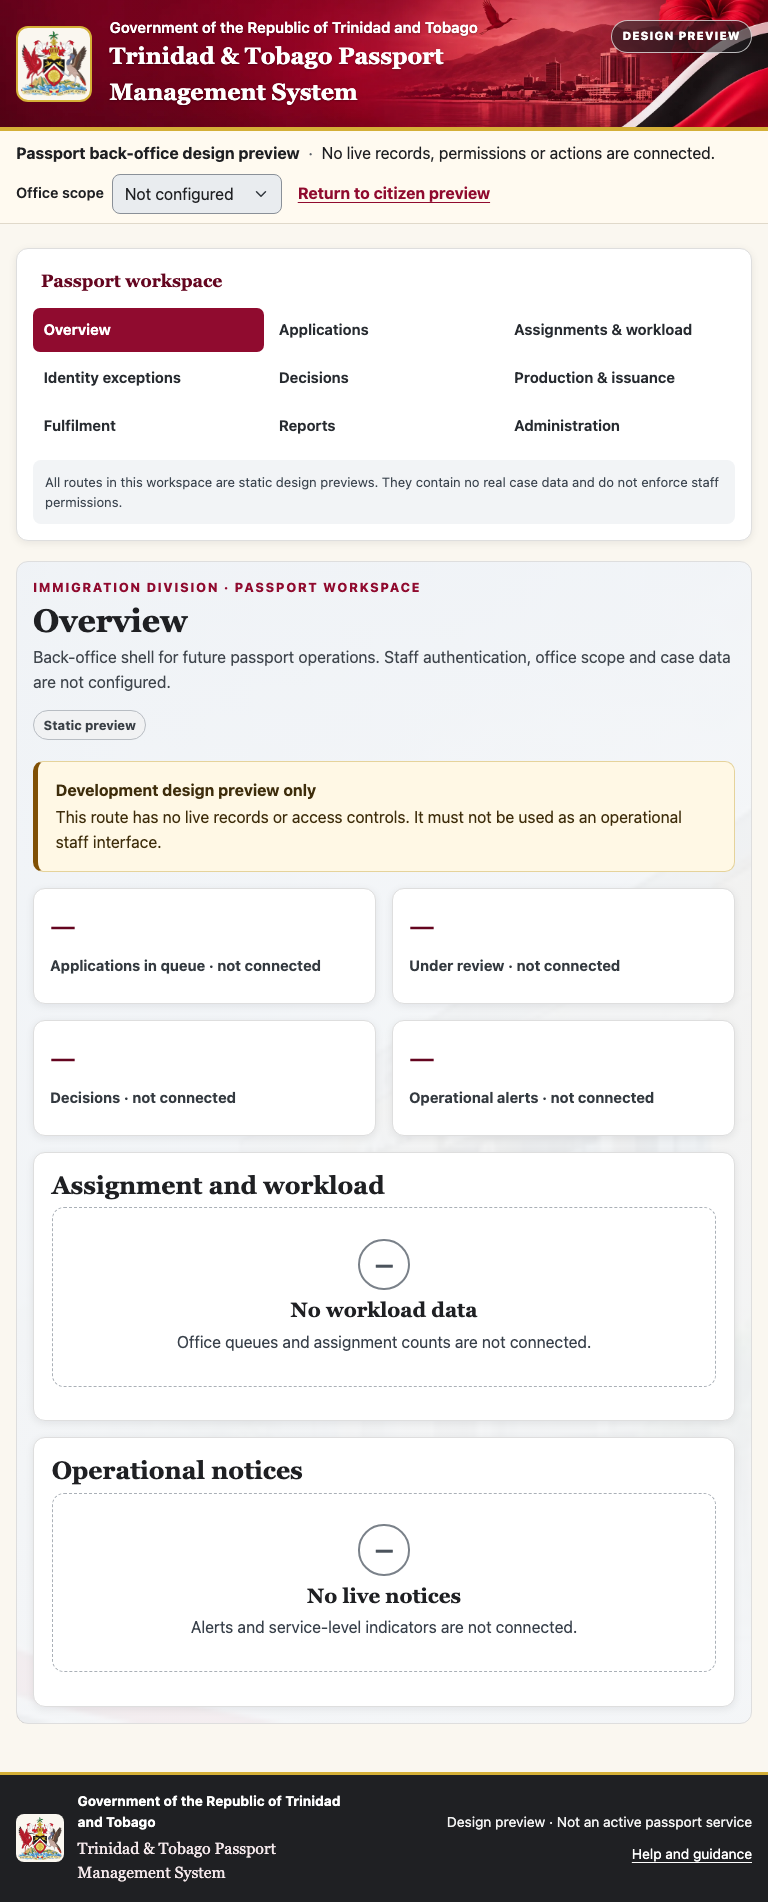 Government of the Republic of Trinidad and Tobago
Trinidad & Tobago Passport
Management System
DESIGN PREVIEW
Passport back-office design preview · No live records, permissions or actions are connected.
Office scope
Not configured
Return to citizen preview
Passport workspace
Overview
Applications
Assignments & workload
Identity exceptions
Decisions
Production & issuance
Fulfilment
Reports
Administration
All routes in this workspace are static design previews. They contain no real case data and do not enforce staff
permissions.
IMMIGRATION DIVISION · PASSPORT WORKSPACE
Overview
Back-office shell for future passport operations. Staff authentication, office scope and case data
are not configured.
Static preview
Development design preview only
This route has no live records or access controls. It must not be used as an operational
staff interface.
—
Applications in queue · not connected
—
Under review · not connected
—
Decisions · not connected
—
Operational alerts · not connected
Assignment and workload
–
No workload data
Office queues and assignment counts are not connected.
Operational notices
–
No live notices
Alerts and service-level indicators are not connected.
Government of the Republic of Trinidad
and Tobago
Trinidad & Tobago Passport
Management System
Design preview · Not an active passport service
Help and guidance